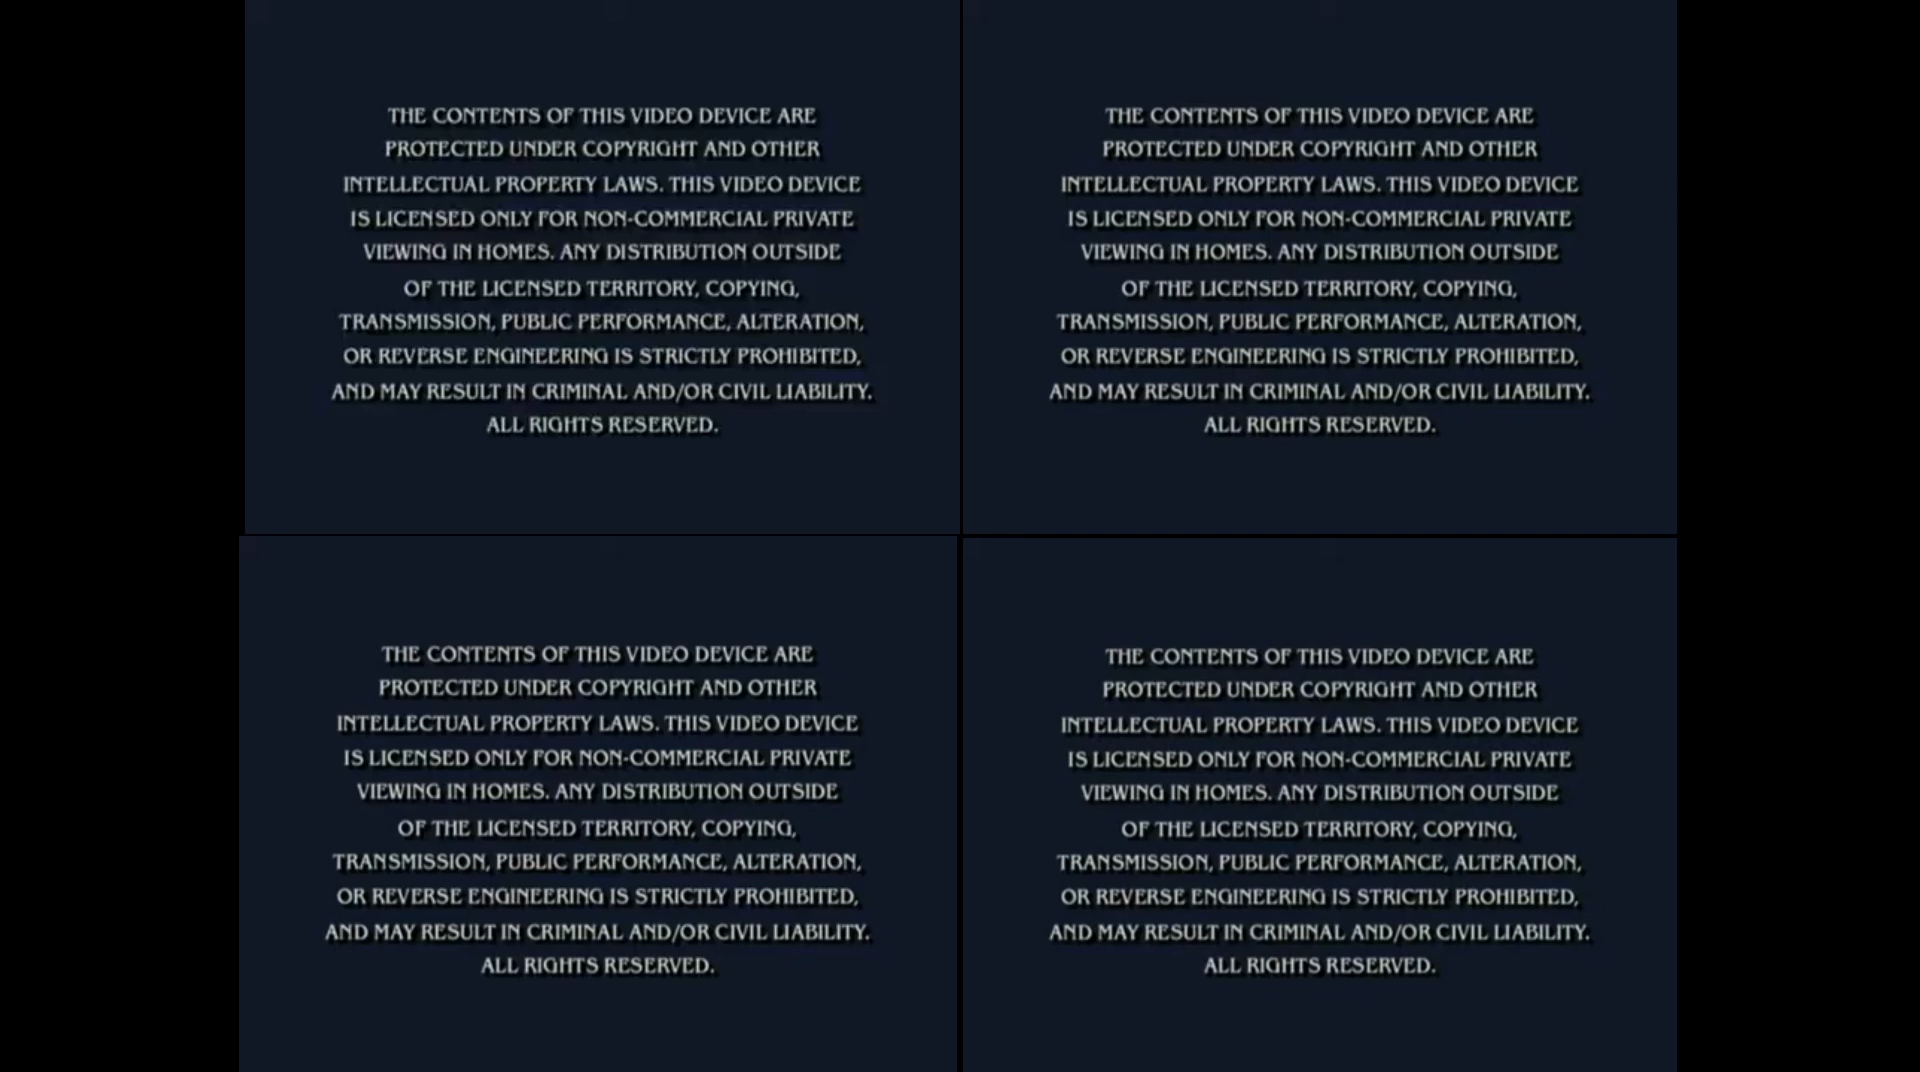 THE CONTENTS OF THIS VIDEO DEVICE ARE
PROTECTED UNDER COPYRIGHT AND OTHER
INTELLECTUAL PROPERTY LAWS. THIS VIDEO DEVICE
IS LICENSED ONLY FOR NON-COMMERCIAL PRIVATE
VIEWING IN HOMES. ANY DISTRIBUTION OUTSIDE
OF THE LICENSED TERRITORY, COPYING,
TRANSMISSION, PUBLIC PERFORMANCE, ALTERATION,
OR REVERSE ENGINEERING IS STRICTLY PROHIBITED,
AND MAY RESULT IN CRIMINAL AND/OR CIVIL LIABILITY.
ALL RIGHTS RESERVED.
THE CONTENTS OF THIS VIDEO DEVICE ARE
PROTECTED UNDER COPYRIGHT AND OTHER
INTELLECTUAL PROPERTY LAWS. THIS VIDEO DEVICE
IS LICENSED ONLY FOR NON-COMMERCIAL PRIVATE
VIEWING IN HOMES. ANY DISTRIBUTION OUTSIDE
OF THE LICENSED TERRITORY, COPYING,
TRANSMISSION, PUBLIC PERFORMANCE, ALTERATION,
OR REVERSE ENGINEERING IS STRICTLY PROHIBITED,
AND MAY RESULT IN CRIMINAL AND/OR CIVIL LIABILITY.
ALL RIGHTS RESERVED.
THE CONTENTS OF THIS VIDEO DEVICE ARE
PROTECTED UNDER COPYRIGHT AND OTHER
INTELLECTUAL PROPERTY LAWS. THIS VIDEO DEVICE
IS LICENSED ONLY FOR NON-COMMERCIAL PRIVATE
VIEWING IN HOMES. ANY DISTRIBUTION OUTSIDE
OF THE LICENSED TERRITORY, COPYING,
TRANSMISSION, PUBLIC PERFORMANCE, ALTERATION,
OR REVERSE ENGINEERING IS STRICTLY PROHIBITED,
AND MAY RESULT IN CRIMINAL AND/OR CIVIL LIABILITY.
ALL RIGHTS RESERVED.
THE CONTENTS OF THIS VIDEO DEVICE ARE
PROTECTED UNDER COPYRIGHT AND OTHER
INTELLECTUAL PROPERTY LAWS. THIS VIDEO DEVICE
IS LICENSED ONLY FOR NON-COMMERCIAL PRIVATE
VIEWING IN HOMES. ANY DISTRIBUTION OUTSIDE
OF THE LICENSED TERRITORY, COPYING,
TRANSMISSION, PUBLIC PERFORMANCE, ALTERATION,
OR REVERSE ENGINEERING IS STRICTLY PROHIBITED,
AND MAY RESULT IN CRIMINAL AND/OR CIVIL LIABILITY.
ALL RIGHTS RESERVED.